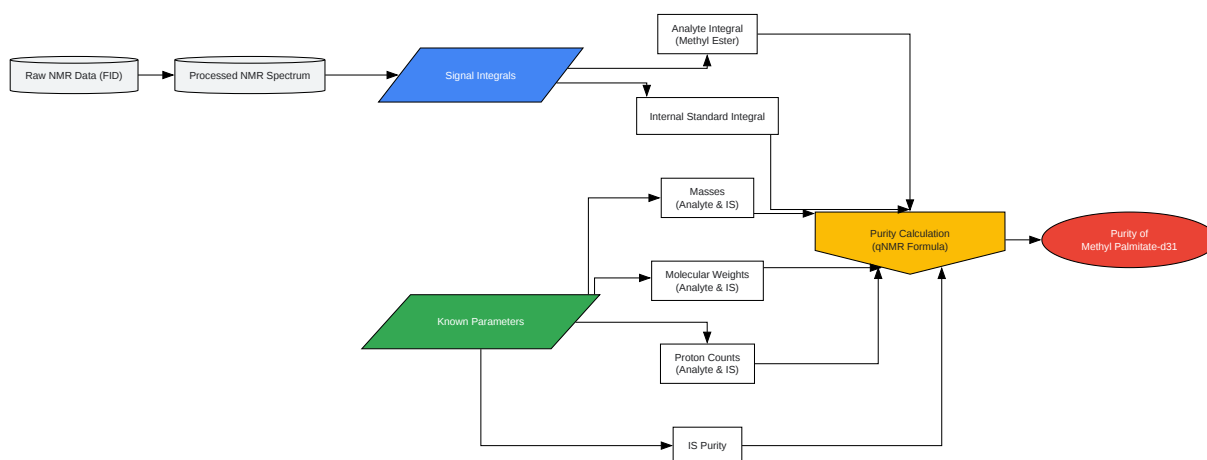 Raw NMR Data (FID)
Processed NMR Spectrum
Signal Integrals
Analyte Integral
(Methyl Ester)
Internal Standard Integral
Masses
(Analyte & IS)
Molecular Weights
(Analyte & IS)
Known Parameters
Proton Counts
(Analyte & IS)
IS Purity
Purity Calculation
(qNMR Formula)
Purity of
Methyl Palmitate-d31